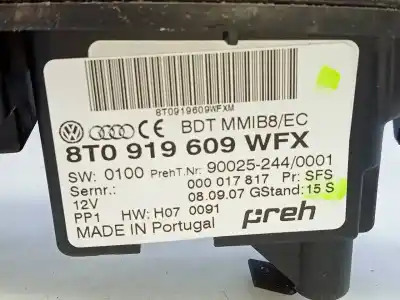 8T0919609WFXM
CE BDT MMIB8/EC
8T0 919 609 WFX
SW: 0100 PrehT.Nr: 90025-244/0001
Sernr.: 000 017 817 Pr: SFS
12V 08.09.07 GStand: 15 S
PP1 HW: H07 0091
MADE IN Portugal preh